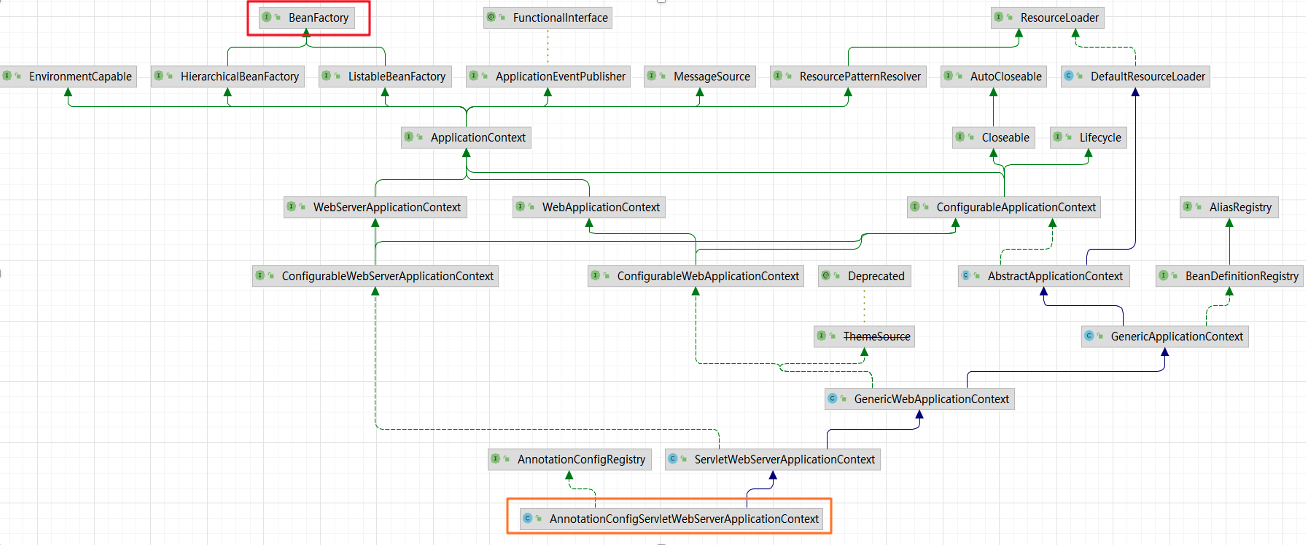 BeanFactory
FunctionalInterface
ResourceLoader
EnvironmentCapable
HierarchicalBeanFactory
ListableBeanFactory
ApplicationEventPublisher
MessageSource
ResourcePatternResolver
AutoCloseable
DefaultResourceLoader
ApplicationContext
Closeable
Lifecycle
WebServerApplicationContext
WebApplicationContext
ConfigurableApplicationContext
AliasRegistry
ConfigurableWebServerApplicationContext
ConfigurableWebApplicationContext
Deprecated
AbstractApplicationContext
BeanDefinitionRegistry
ThemeSource
GenericApplicationContext
GenericWebApplicationContext
AnnotationConfigRegistry
ServletWebServerApplicationContext
AnnotationConfigServletWebServerApplicationContext